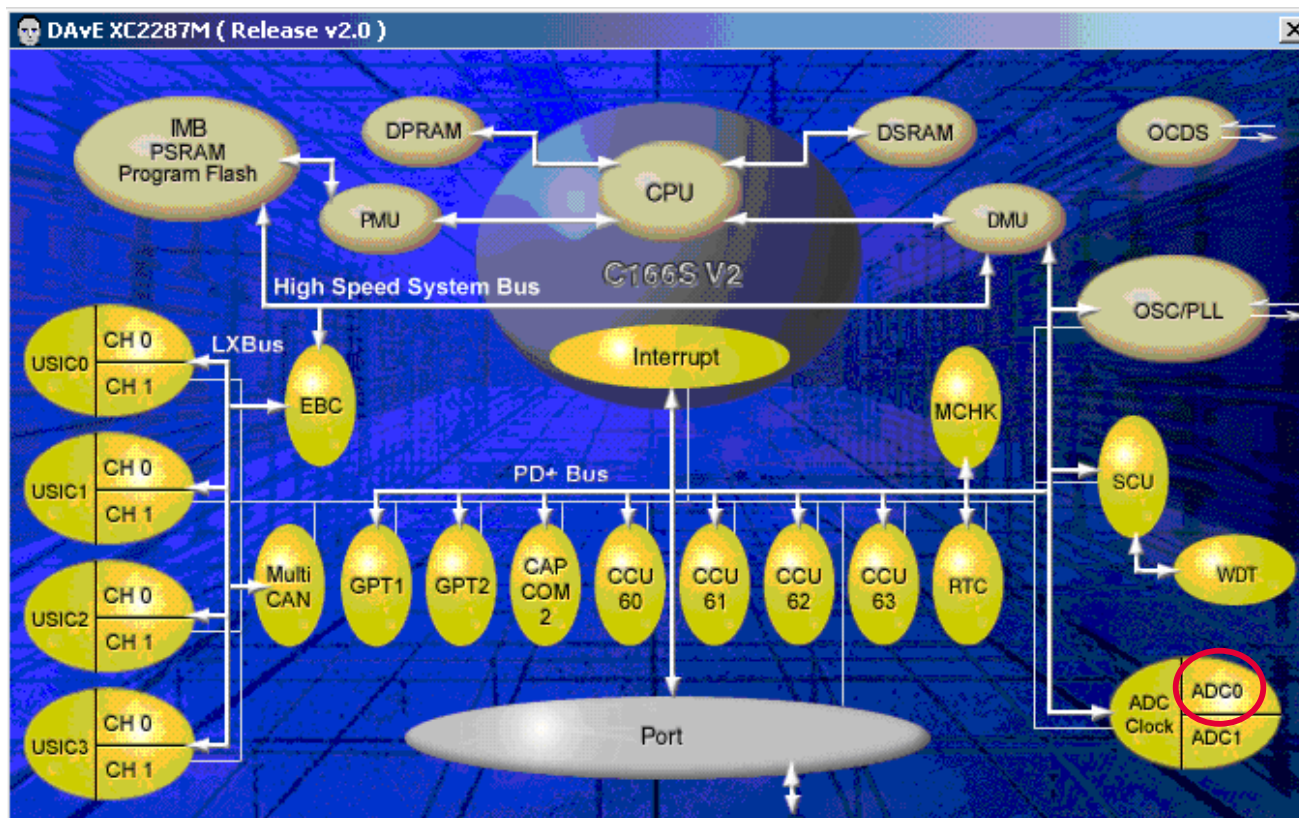 DAvE XC2287M ( Release v2.0 )
IMB
PSRAM
Program Flash
DPRAM
DSRAM
OCDS
CPU
PMU
DMU
C166S V2
High Speed System Bus
OSC/PLL
USIC0
CH 0
CH 1
LXBus
EBC
Interrupt
MCHK
USIC1
CH 0
CH 1
PD+ Bus
SCU
Multi
CAN
GPT1
GPT2
CAP
COM
2
CCU
60
CCU
61
CCU
62
CCU
63
RTC
WDT
USIC2
CH 0
CH 1
USIC3
CH 0
CH 1
Port
ADC
Clock
ADC0
ADC1